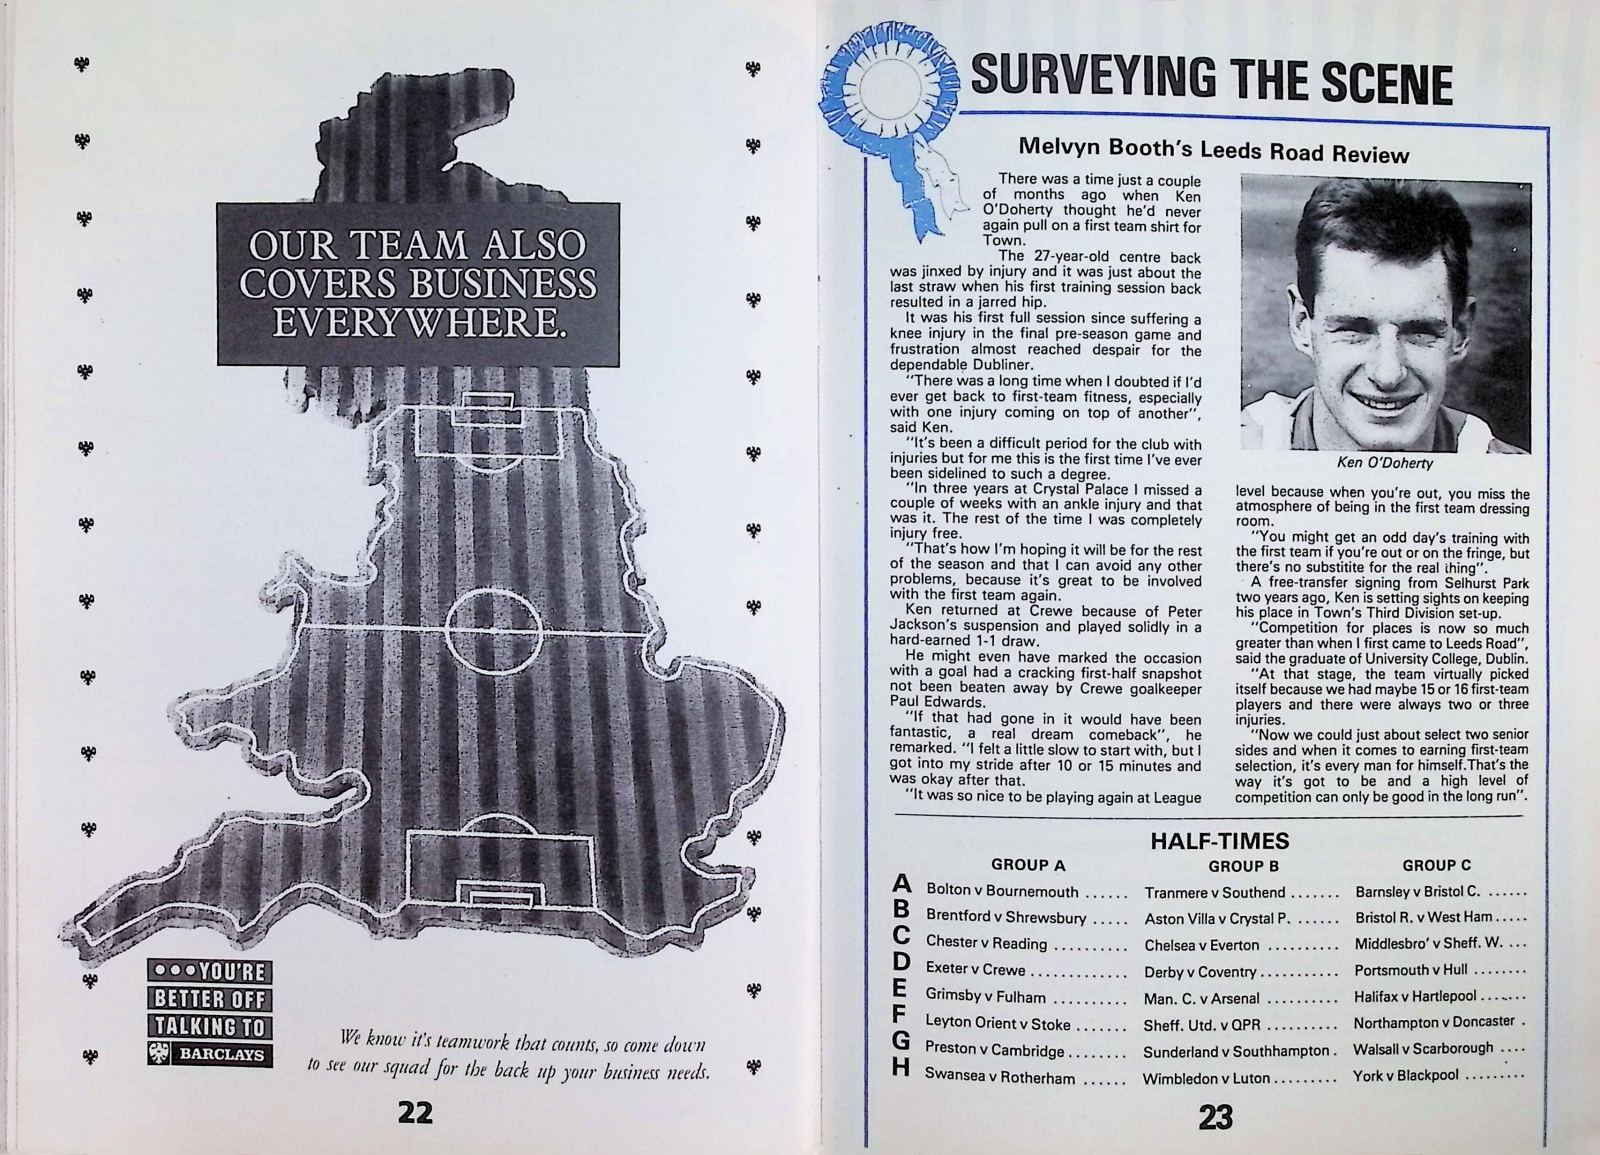 OUR TEAM ALSO
COVERS BUSINESS
EVERYWHERE.
●●●YOU'RE
BETTER OFF
TALKING TO
BARCLAYS
We know it's teamwork that counts, so come down
to see our squad for the back up your business needs.
22
SURVEYING THE SCENE
Melvyn Booth's Leeds Road Review
There was a time just a couple
of months ago when Ken
O'Doherty thought he'd never
again pull on a first team shirt for
Town.
The 27-year-old centre back
was jinxed by injury and it was just about the
last straw when his first training session back
resulted in a jarred hip.
It was his first full session since suffering a
knee injury in the final pre-season game and
frustration almost reached despair for the
dependable Dubliner.
"There was a long time when I doubted if I'd
ever get back to first-team fitness, especially
with one injury coming on top of another",
said Ken.
"It's been a difficult period for the club with
injuries but for me this is the first time I've ever
been sidelined to such a degree.
"In three years at Crystal Palace I missed a
couple of weeks with an ankle injury and that
was it. The rest of the time I was completely
injury free.
"That's how I'm hoping it will be for the rest
of the season and that I can avoid any other
problems, because it's great to be involved
with the first team again.
Ken returned at Crewe because of Peter
Jackson's suspension and played solidly in a
hard-earned 1-1 draw.
He might even have marked the occasion
with a goal had a cracking first-half snapshot
not been beaten away by Crewe goalkeeper
Paul Edwards.
"If that had gone in it would have been
fantastic, a real dream comeback", he
remarked. "I felt a little slow to start with, but I
got into my stride after 10 or 15 minutes and
was okay after that.
"It was so nice to be playing again at League
Ken O'Doherty
level because when you're out, you miss the
atmosphere of being in the first team dressing
room.
"You might get an odd day's training with
the first team if you're out or on the fringe, but
there's no substitite for the real thing".
A free-transfer signing from Selhurst Park
two years ago, Ken is setting sights on keeping
his place in Town's Third Division set-up.
"Competition for places is now so much
greater than when I first came to Leeds Road",
said the graduate of University College, Dublin.
"At that stage, the team virtually picked
itself because we had maybe 15 or 16 first-team
players and there were always two or three
injuries.
"Now we could just about select two senior
sides and when it comes to earning first-team
selection, it's every man for himself.That's the
way it's got to be and a high level of
competition can only be good in the long run".
HALF-TIMES
GROUP A GROUP B GROUP C
A Bolton v Bournemouth ...... Tranmere v Southend ....... Barnsley v Bristol C. ......
B Brentford v Shrewsbury ..... Aston Villa v Crystal P. ...... Bristol R. v West Ham .....
C Chester v Reading .......... Chelsea v Everton .......... Middlesbro' v Sheff. W. ...
D Exeter v Crewe ............. Derby v Coventry ........... Portsmouth v Hull ........
E Grimsby v Fulham .......... Man. C. v Arsenal .......... Halifax v Hartlepool .......
F Leyton Orient v Stoke ....... Sheff. Utd. v QPR .......... Northampton v Doncaster .
G Preston v Cambridge ........ Sunderland v Southhampton . Walsall v Scarborough ....
H Swansea v Rotherham ...... Wimbledon v Luton ......... York v Blackpool .........
23